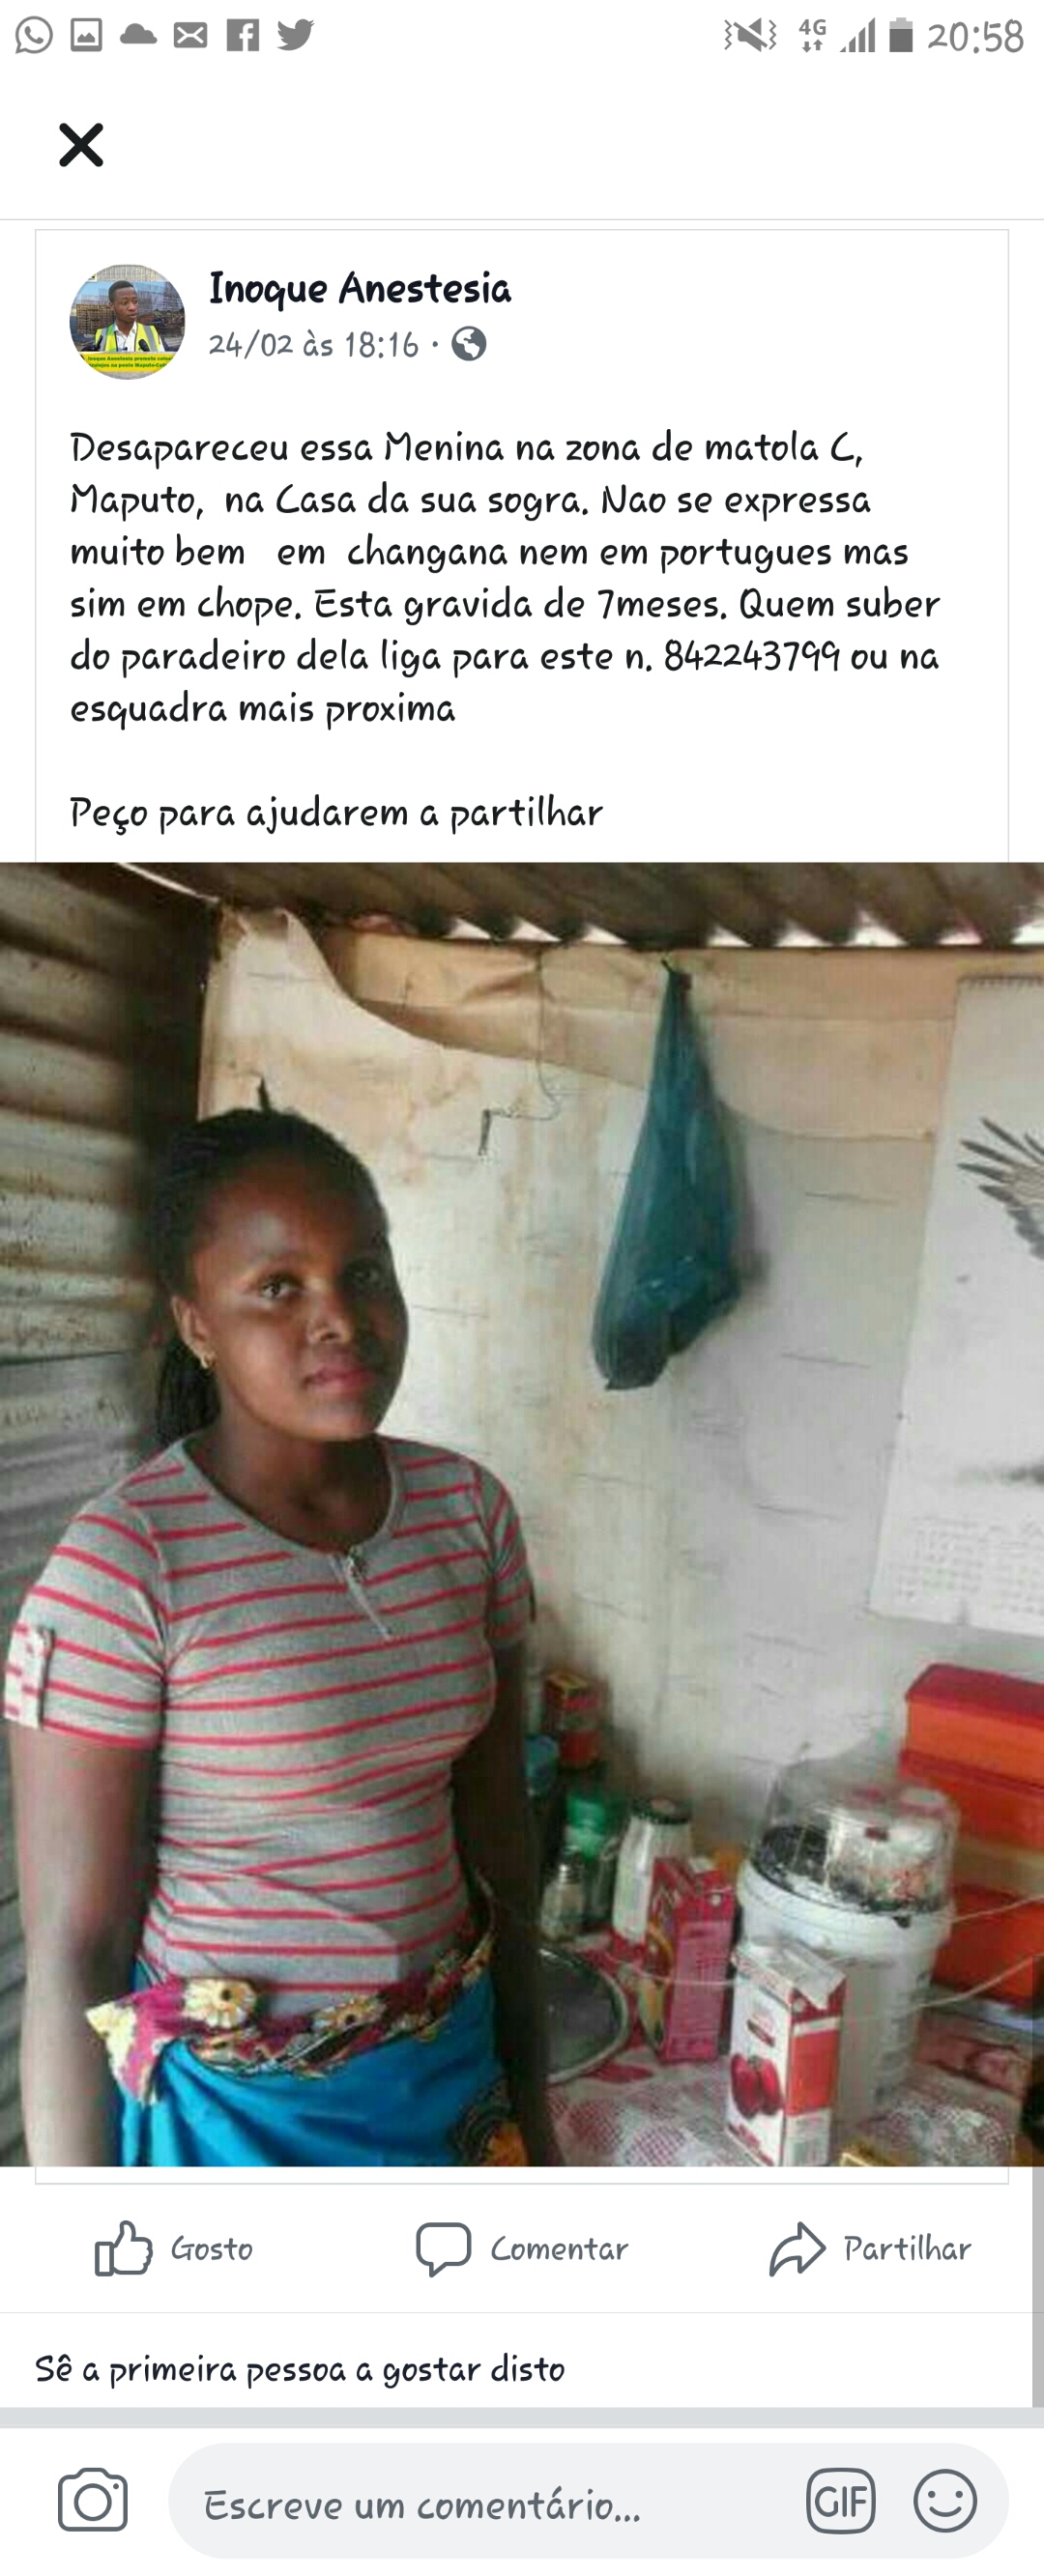 4G 20:58
Inoque Anestesia
24/02 às 18:16 ·
Desapareceu essa Menina na zona de matola C,
Maputo,  na Casa da sua sogra. Nao se expressa
muito bem   em  changana nem em portugues mas
sim em chope. Esta gravida de 7meses. Quem suber
do paradeiro dela liga para este n. 842243799 ou na
esquadra mais proxima
Peço para ajudarem a partilhar
Gosto Comentar Partilhar
Sê a primeira pessoa a gostar disto
Escreve um comentário... GIF